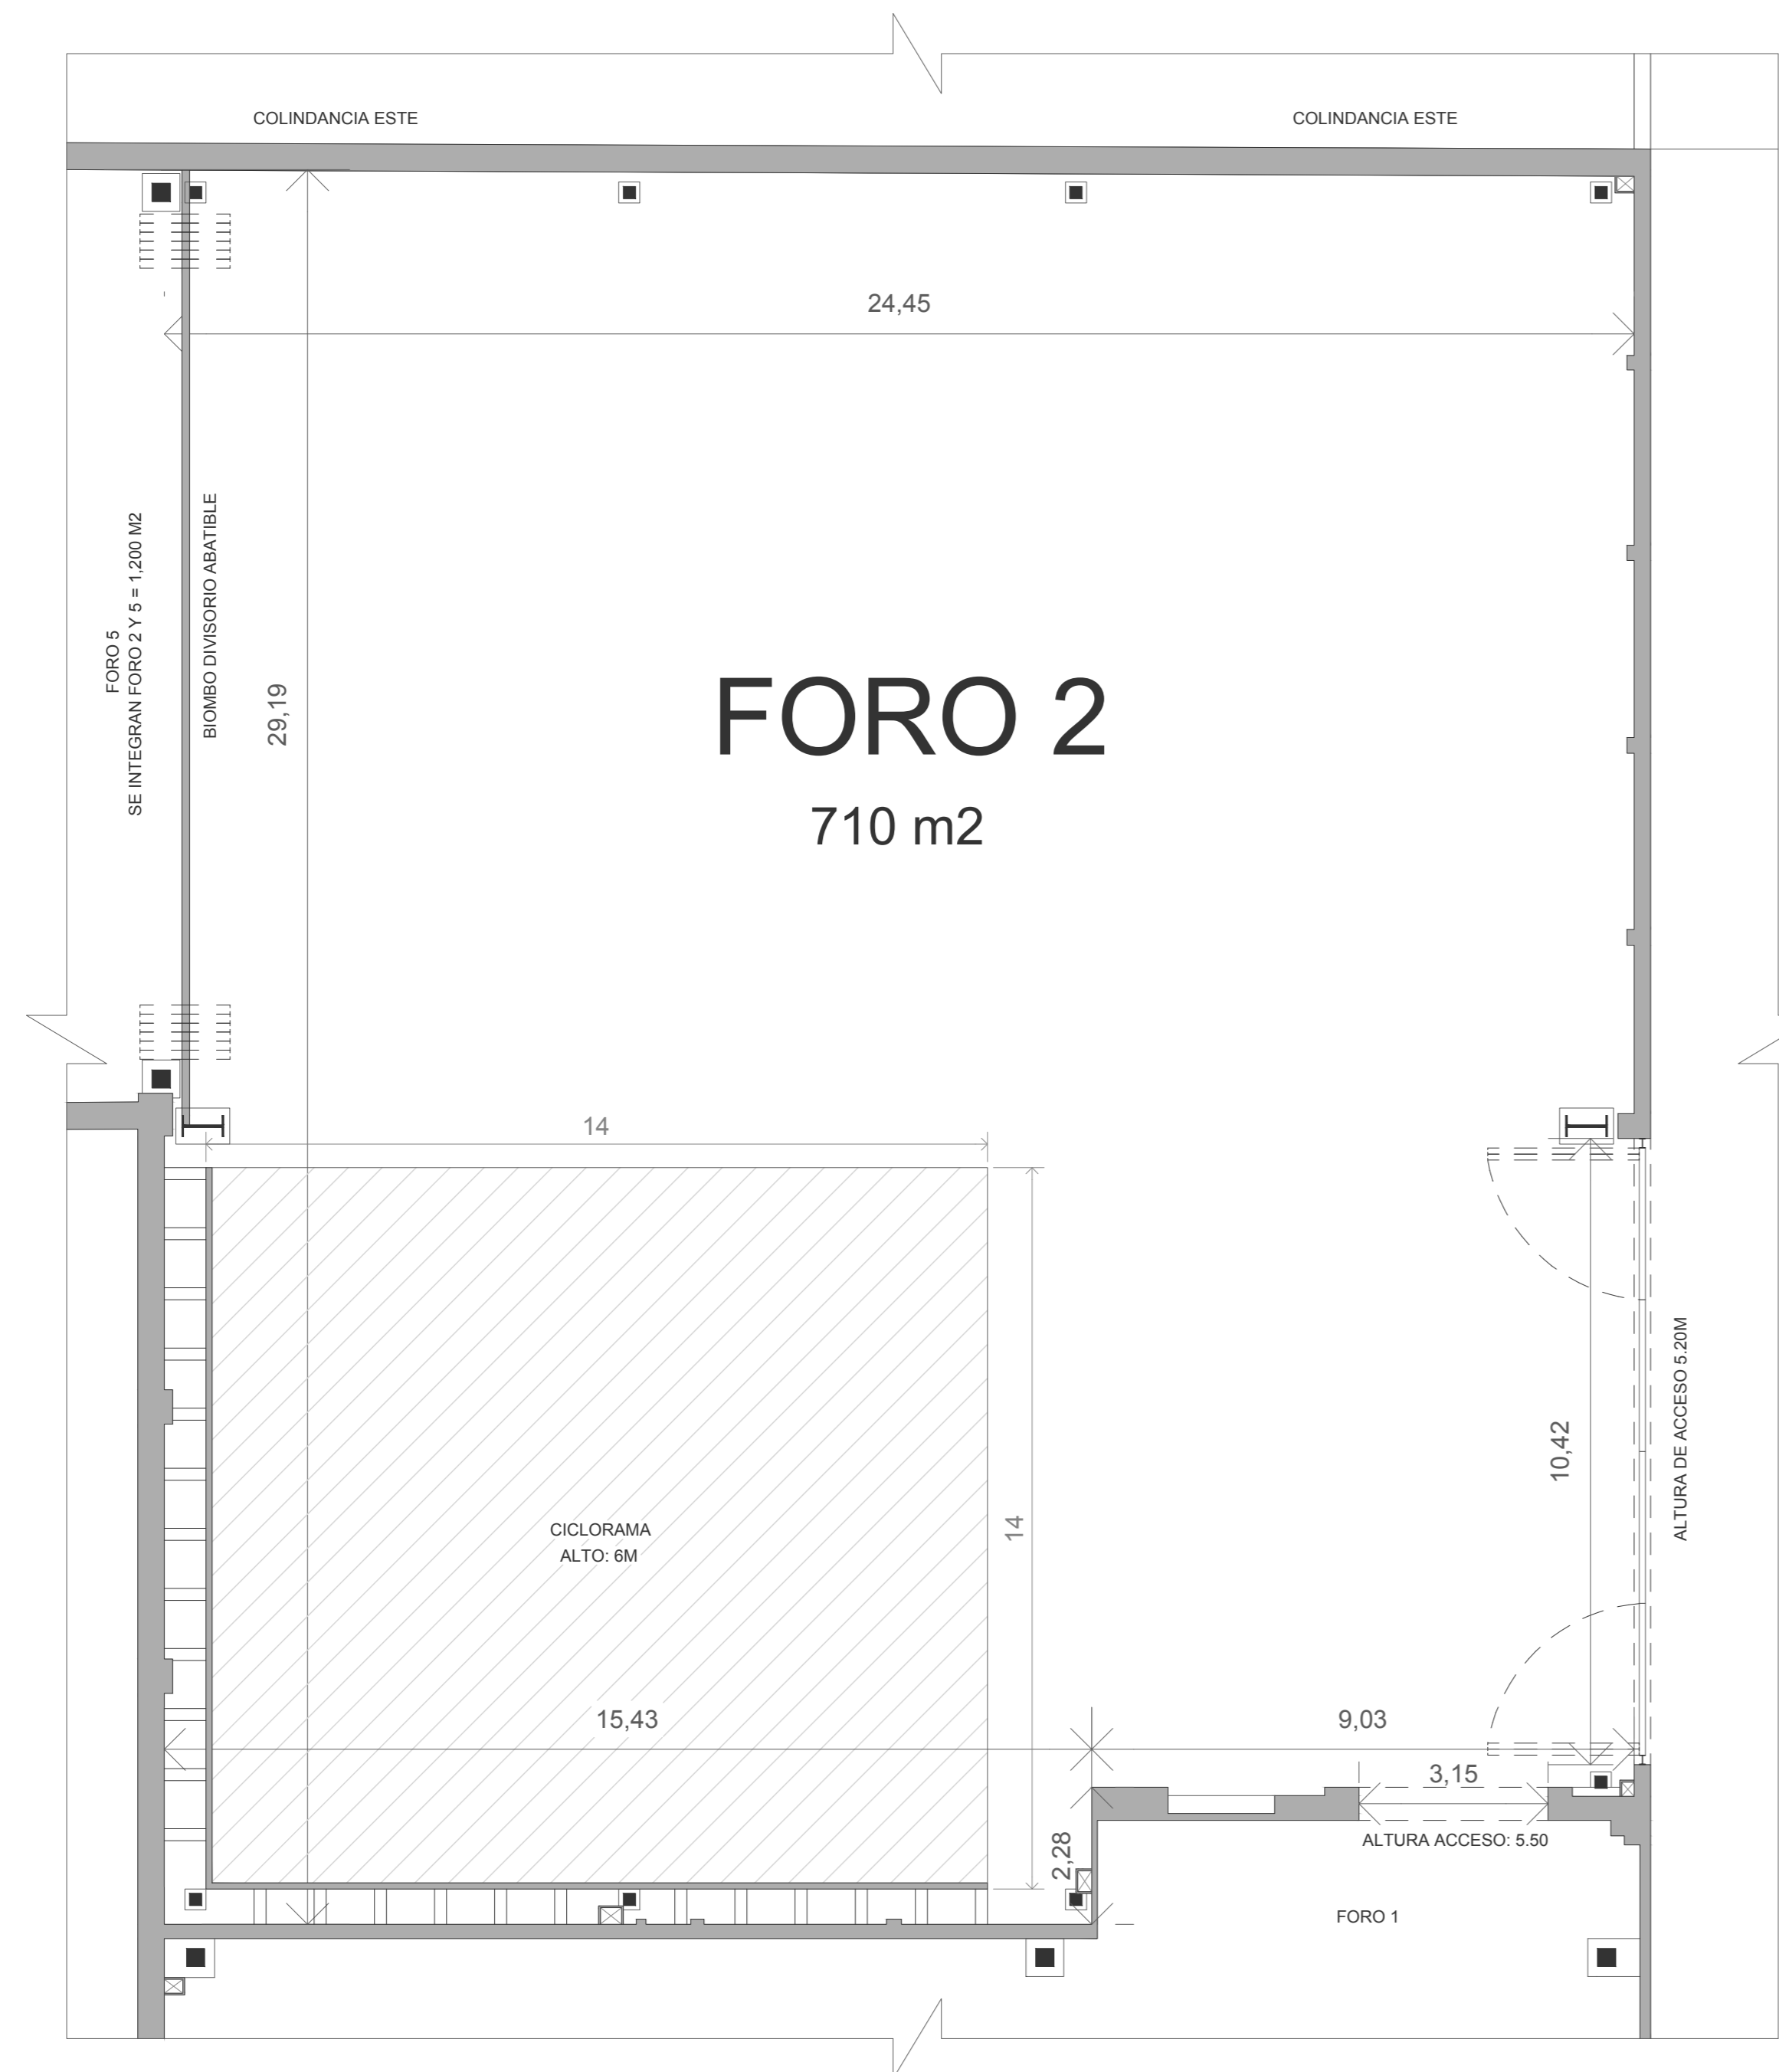 COLINDANCIA ESTE
COLINDANCIA ESTE
24,45
FORO 5
SE INTEGRAN FORO 2 Y 5 = 1,200 M2
BIOMBO DIVISORIO ABATIBLE
29,19
FORO 2
710 m2
14
14
CICLORAMA
ALTO: 6M
10,42
ALTURA DE ACCESO 5.20M
15,43
9,03
3,15
2,28
ALTURA ACCESO: 5.50
FORO 1